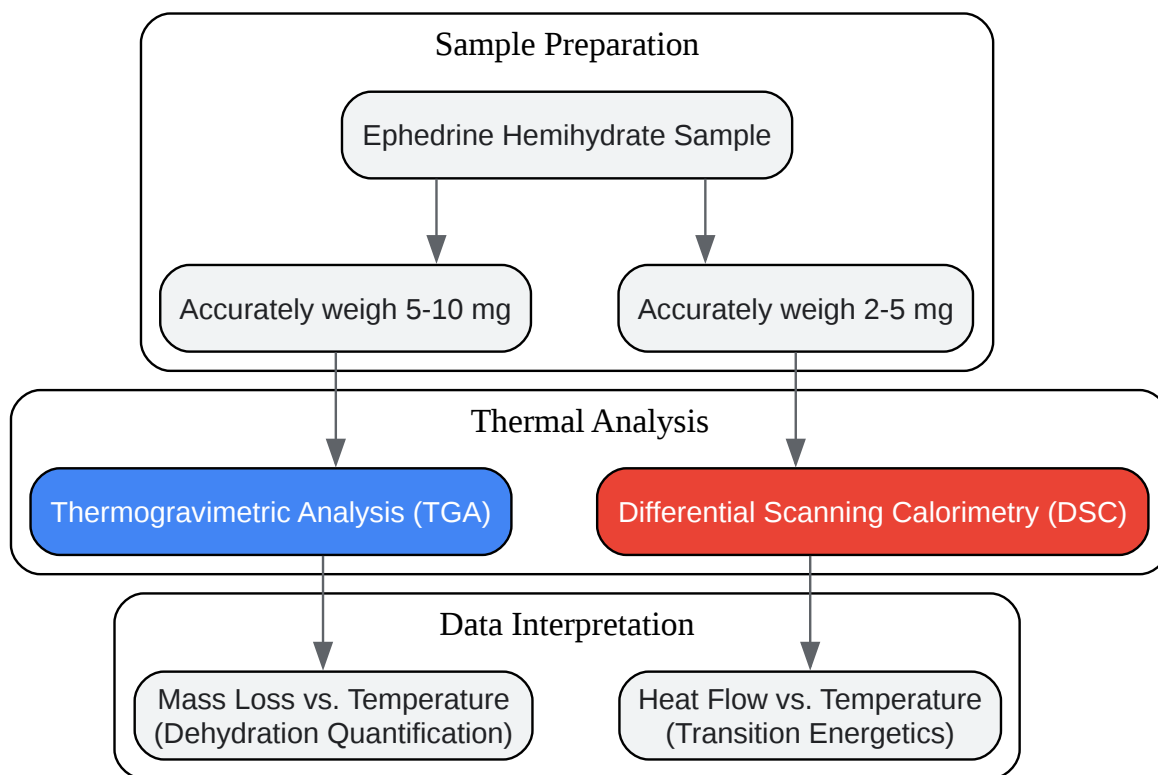 Sample Preparation
Ephedrine Hemihydrate Sample
Accurately weigh 5-10 mg
Accurately weigh 2-5 mg
Thermal Analysis
Thermogravimetric Analysis (TGA)
Differential Scanning Calorimetry (DSC)
Data Interpretation
Mass Loss vs. Temperature
(Dehydration Quantification)
Heat Flow vs. Temperature
(Transition Energetics)